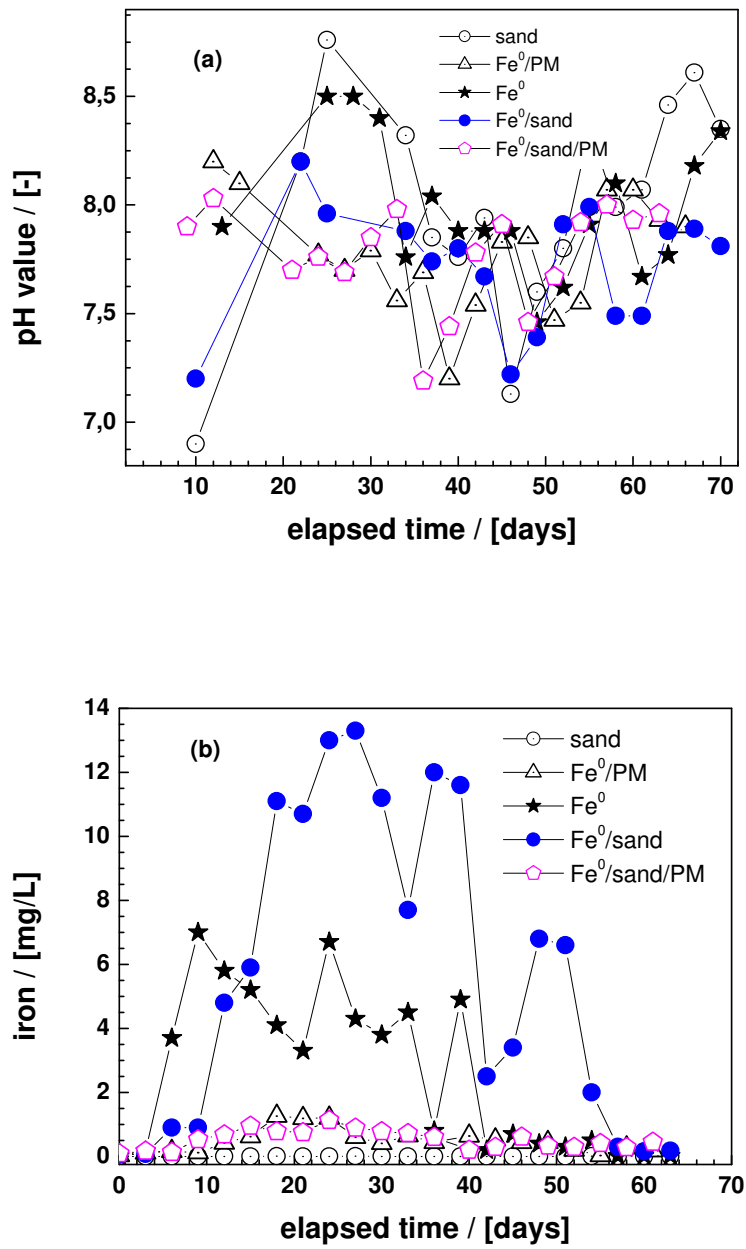 (a)
sand
Fe⁰/PM
Fe⁰
Fe⁰/sand
Fe⁰/sand/PM
8,5
8,0
7,5
7,0
pH value / [-]
10 20 30 40 50 60 70
elapsed time / [days]
(b)
sand
Fe⁰/PM
Fe⁰
Fe⁰/sand
Fe⁰/sand/PM
14
12
10
8
6
4
2
0
iron / [mg/L]
0 10 20 30 40 50 60 70
elapsed time / [days]